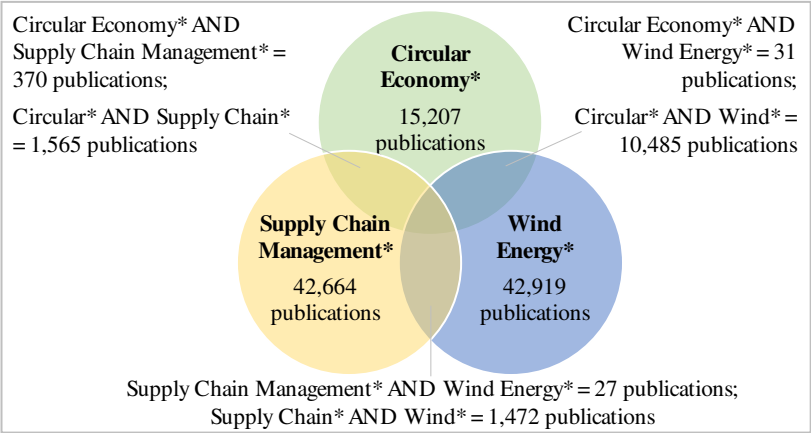 Circular Economy* AND
Supply Chain Management* =
370 publications;
Circular* AND Supply Chain*
= 1,565 publications
Circular
Economy*
15,207
publications
Circular Economy* AND
Wind Energy* = 31
publications;
Circular* AND Wind* =
10,485 publications
Supply Chain
Management*
42,664
publications
Wind
Energy*
42,919
publications
Supply Chain Management* AND Wind Energy* = 27 publications;
Supply Chain* AND Wind* = 1,472 publications